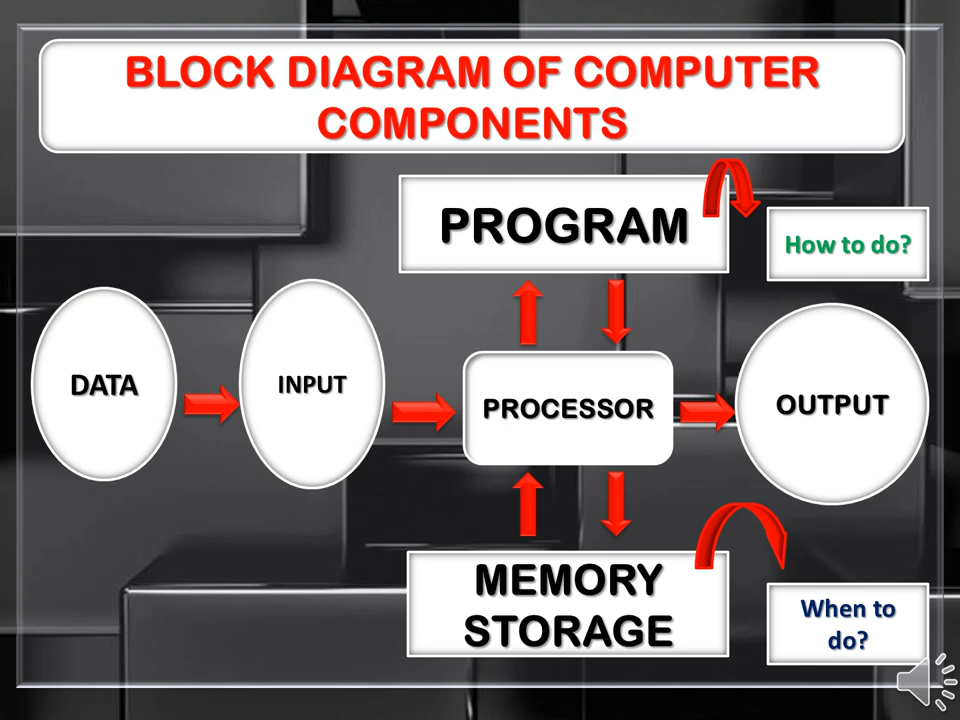 BLOCK DIAGRAM OF COMPUTER
COMPONENTS
PROGRAM
How to do?
DATA
INPUT
PROCESSOR
OUTPUT
MEMORY
STORAGE
When to
do?